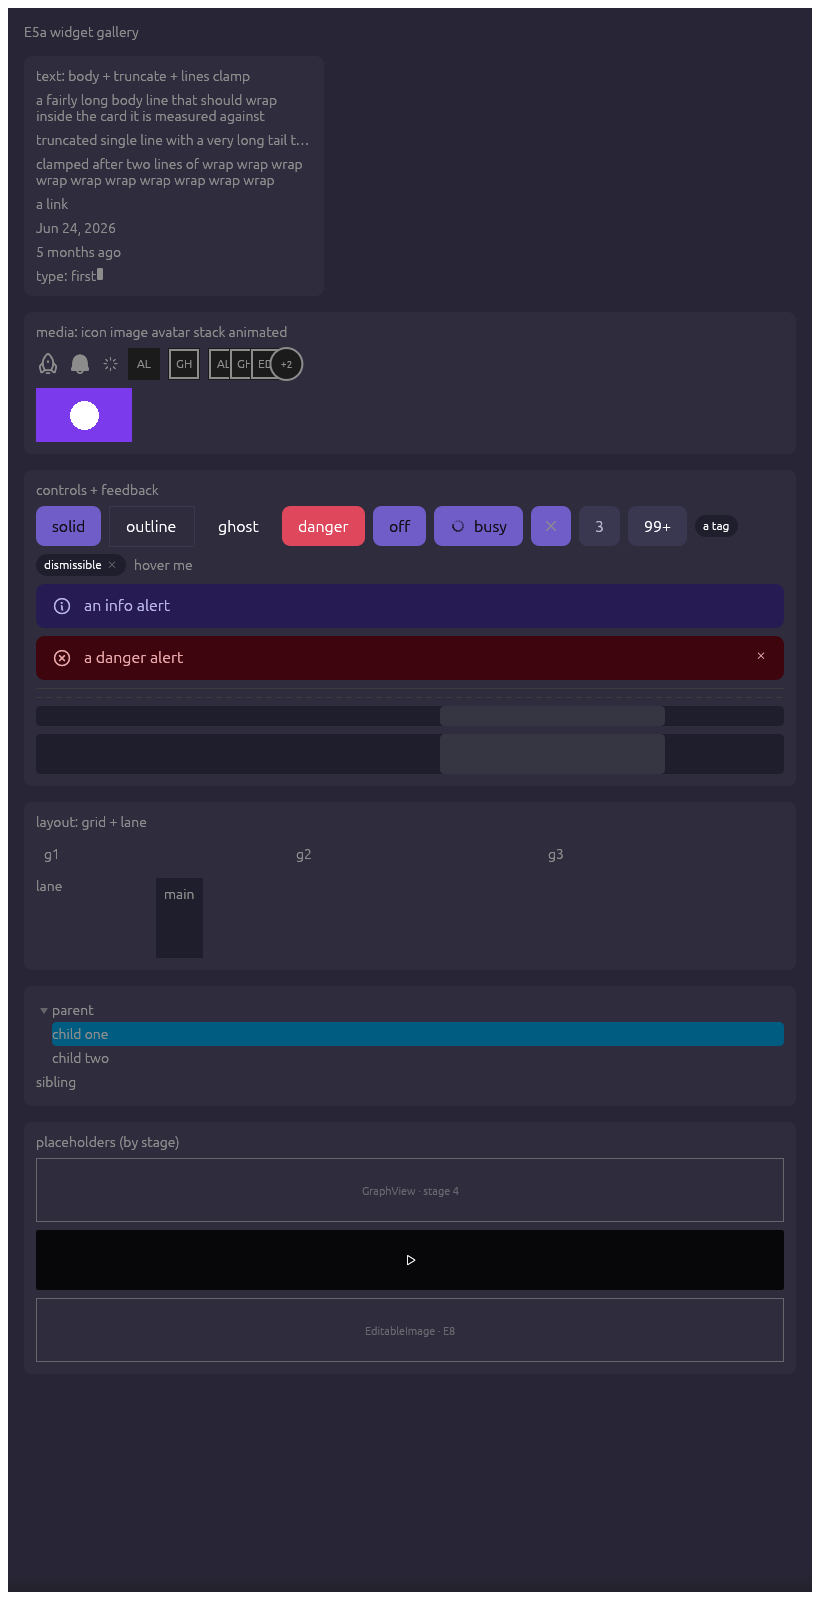 E5a widget gallery
text: body + truncate + lines clamp
a fairly long body line that should wrap
inside the card it is measured against
truncated single line with a very long tail t…
clamped after two lines of wrap wrap wrap
wrap wrap wrap wrap wrap wrap wrap
a link
Jun 24, 2026
5 months ago
type: first
media: icon image avatar stack animated
AL GH AL GH ED +2
controls + feedback
solid outline ghost danger off busy 3 99+ a tag
dismissible hover me
an info alert
a danger alert
layout: grid + lane
g1 g2 g3
lane main
parent
child one
child two
sibling
placeholders (by stage)
GraphView · stage 4
EditableImage · E8